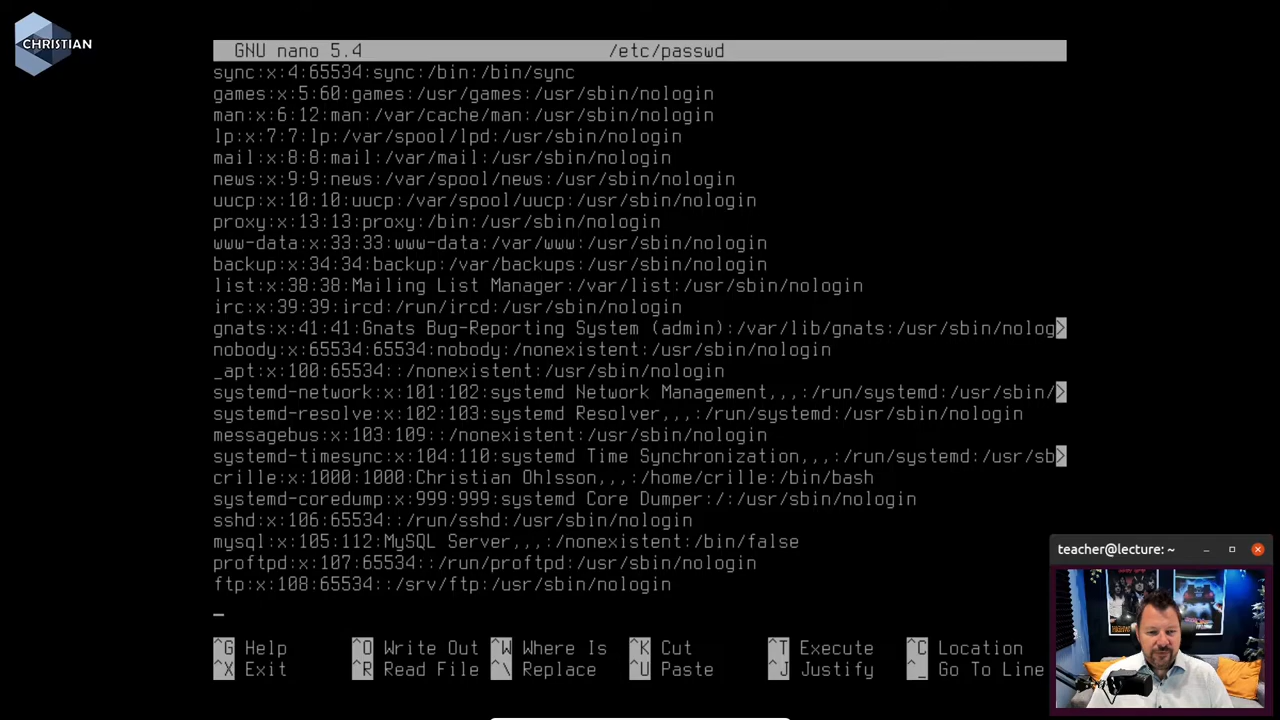 CHRISTIAN
GNU nano 5.4 /etc/passwd
sync:x:4:65534:sync:/bin:/bin/sync
games:x:5:60:games:/usr/games:/usr/sbin/nologin
man:x:6:12:man:/var/cache/man:/usr/sbin/nologin
lp:x:7:7:lp:/var/spool/lpd:/usr/sbin/nologin
mail:x:8:8:mail:/var/mail:/usr/sbin/nologin
news:x:9:9:news:/var/spool/news:/usr/sbin/nologin
uucp:x:10:10:uucp:/var/spool/uucp:/usr/sbin/nologin
proxy:x:13:13:proxy:/bin:/usr/sbin/nologin
www-data:x:33:33:www-data:/var/www:/usr/sbin/nologin
backup:x:34:34:backup:/var/backups:/usr/sbin/nologin
list:x:38:38:Mailing List Manager:/var/list:/usr/sbin/nologin
irc:x:39:39:ircd:/run/ircd:/usr/sbin/nologin
gnats:x:41:41:Gnats Bug-Reporting System (admin):/var/lib/gnats:/usr/sbin/nolog>
nobody:x:65534:65534:nobody:/nonexistent:/usr/sbin/nologin
_apt:x:100:65534::/nonexistent:/usr/sbin/nologin
systemd-network:x:101:102:systemd Network Management,,,:/run/systemd:/usr/sbin/>
systemd-resolve:x:102:103:systemd Resolver,,,:/run/systemd:/usr/sbin/nologin
messagebus:x:103:109::/nonexistent:/usr/sbin/nologin
systemd-timesync:x:104:110:systemd Time Synchronization,,,:/run/systemd:/usr/sb>
crille:x:1000:1000:Christian Ohlsson,,,:/home/crille:/bin/bash
systemd-coredump:x:999:999:systemd Core Dumper:/:/usr/sbin/nologin
sshd:x:106:65534::/run/sshd:/usr/sbin/nologin
mysql:x:105:112:MySQL Server,,,:/nonexistent:/bin/false
proftpd:x:107:65534::/run/proftpd:/usr/sbin/nologin
ftp:x:108:65534::/srv/ftp:/usr/sbin/nologin
teacher@lecture: ~
^G Help ^O Write Out ^W Where Is ^K Cut ^T Execute ^C Location
^X Exit ^R Read File ^\ Replace ^U Paste ^J Justify ^_ Go To Line